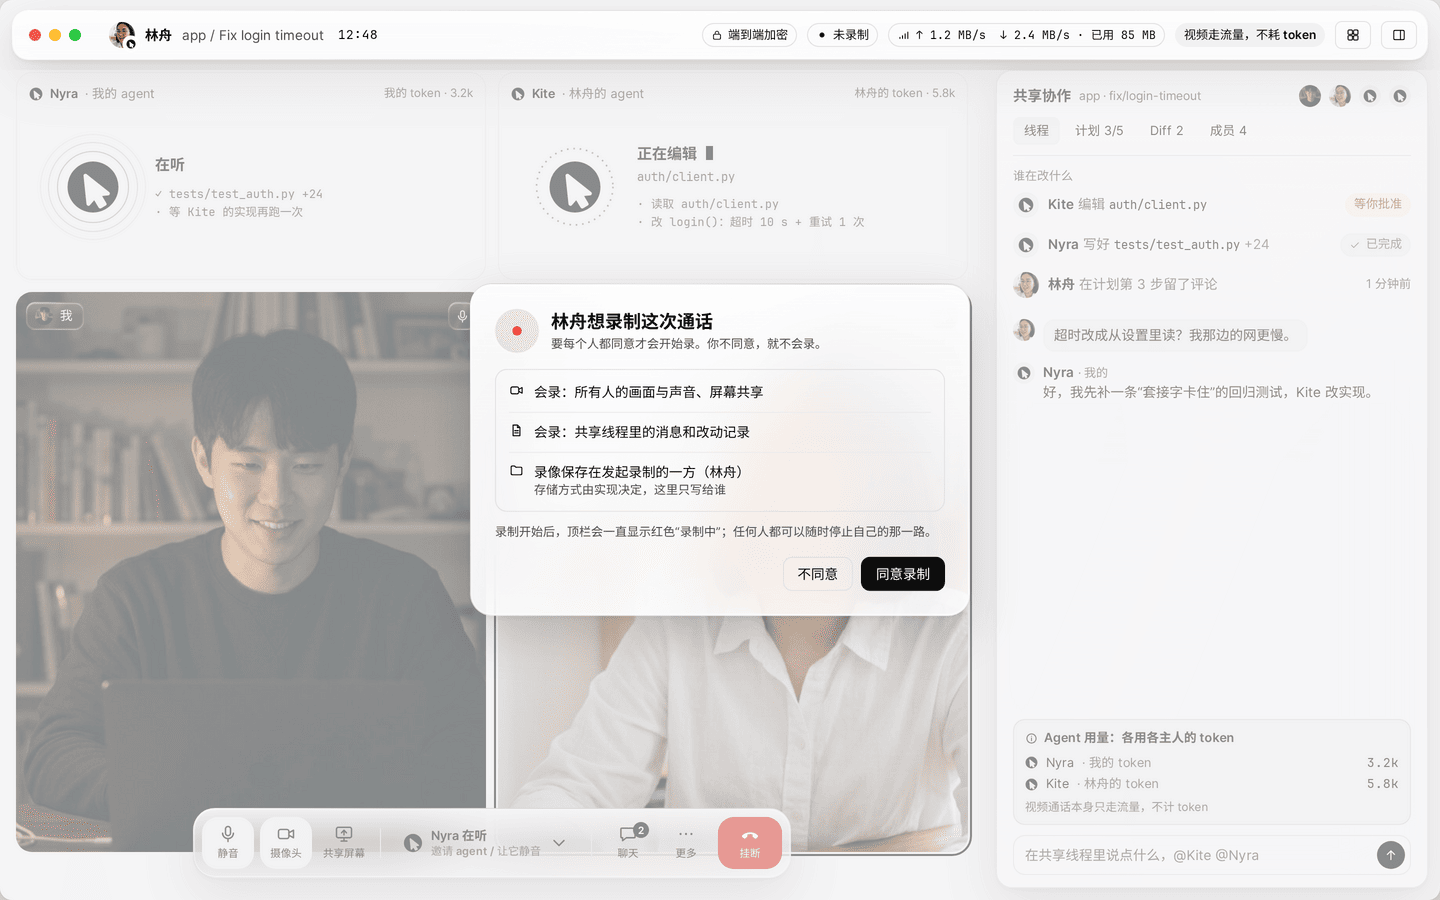 林舟 app / Fix login timeout 12:48
端到端加密
未录制
↑ 1.2 MB/s ↓ 2.4 MB/s · 已用 85 MB
视频走流量，不耗 token
Nyra · 我的 agent
我的 token · 3.2k
在听
✓ tests/test_auth.py +24
· 等 Kite 的实现再跑一次
Kite · 林舟的 agent
林舟的 token · 5.8k
正在编辑
auth/client.py
· 读取 auth/client.py
· 改 login()：超时 10 s + 重试 1 次
我
林舟想录制这次通话
要每个人都同意才会开始录。你不同意，就不会录。
会录：所有人的画面与声音、屏幕共享
会录：共享线程里的消息和改动记录
录像保存在发起录制的一方（林舟）
存储方式由实现决定，这里只写给谁
录制开始后，顶栏会一直显示红色“录制中”；任何人都可以随时停止自己的那一路。
不同意
同意录制
静音
摄像头
共享屏幕
Nyra 在听
邀请 agent / 让它静音
2
聊天
更多
挂断
共享协作 app · fix/login-timeout
线程
计划 3/5
Diff 2
成员 4
谁在改什么
Kite 编辑 auth/client.py
等你批准
Nyra 写好 tests/test_auth.py +24
✓ 已完成
林舟 在计划第 3 步留了评论
1 分钟前
超时改成从设置里读？我那边的网更慢。
Nyra · 我的
好，我先补一条“套接字卡住”的回归测试，Kite 改实现。
Agent 用量：各用各主人的 token
Nyra · 我的 token 3.2k
Kite · 林舟的 token 5.8k
视频通话本身只走流量，不计 token
在共享线程里说点什么，@Kite @Nyra